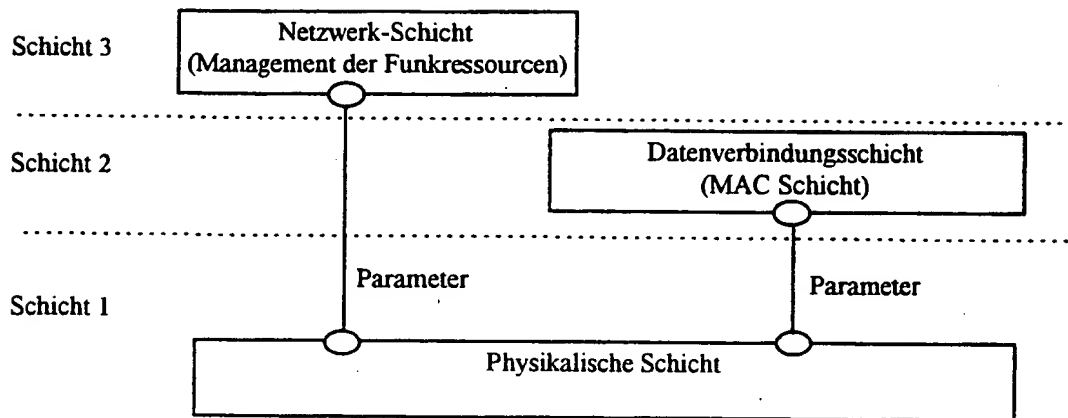 Schicht 3
Netzwerk-Schicht
(Management der Funkressourcen)
Schicht 2
Datenverbindungsschicht
(MAC Schicht)
Schicht 1
Parameter
Parameter
Physikalische Schicht